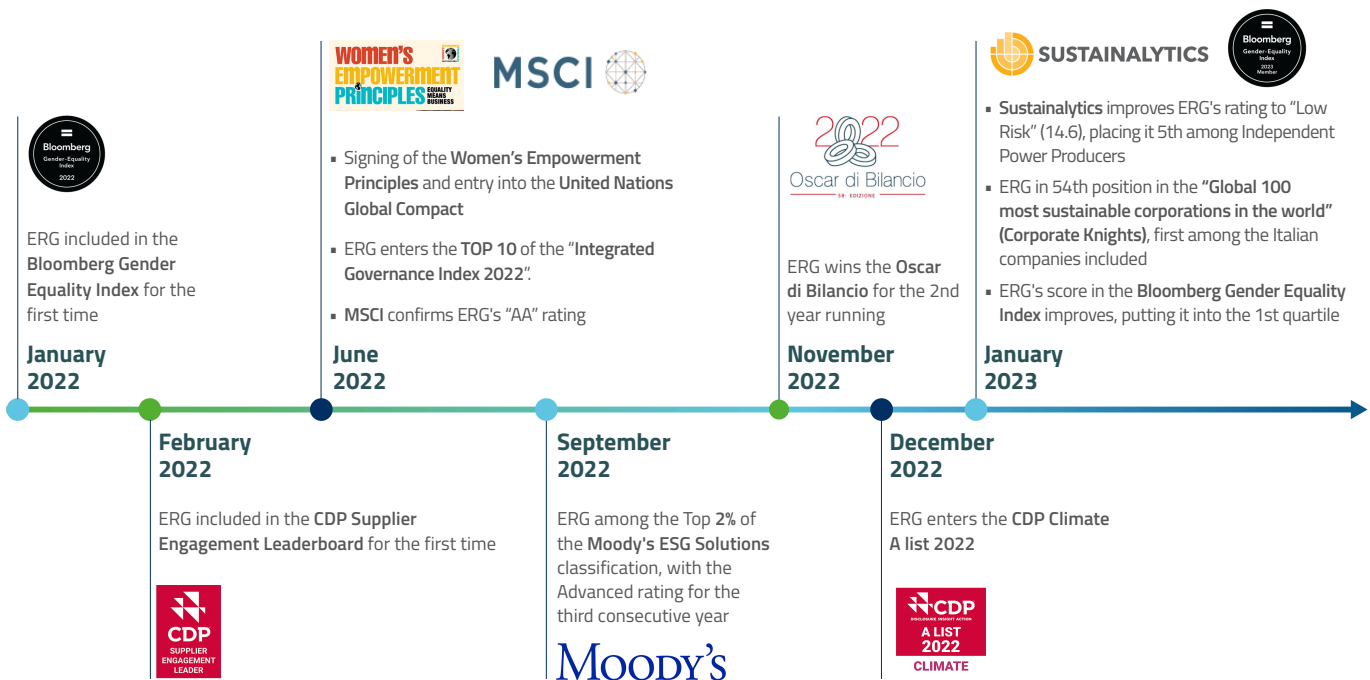 Bloomberg
Gender-Equality
Index
2022
ERG included in the
Bloomberg Gender
Equality Index for the
first time
January
2022
February
2022
ERG included in the CDP Supplier
Engagement Leaderboard for the first time
CDP
SUPPLIER
ENGAGEMENT
LEADER
WOMEN'S
EMPOWERMENT
PRINCIPLES
EQUALITY
MEANS
BUSINESS
MSCI
▪ Signing of the Women's Empowerment
Principles and entry into the United Nations
Global Compact
▪ ERG enters the TOP 10 of the "Integrated
Governance Index 2022".
▪ MSCI confirms ERG's "AA" rating
June
2022
September
2022
ERG among the Top 2% of
the Moody's ESG Solutions
classification, with the
Advanced rating for the
third consecutive year
MOODY'S
2022
Oscar di Bilancio
58ª EDIZIONE
ERG wins the Oscar
di Bilancio for the 2nd
year running
November
2022
December
2022
ERG enters the CDP Climate
A list 2022
CDP
DISCLOSURE INSIGHT ACTION
A LIST
2022
CLIMATE
SUSTAINALYTICS
Bloomberg
Gender-Equality
Index
2023
Member
▪ Sustainalytics improves ERG's rating to "Low
Risk" (14.6), placing it 5th among Independent
Power Producers
▪ ERG in 54th position in the "Global 100
most sustainable corporations in the world"
(Corporate Knights), first among the Italian
companies included
▪ ERG's score in the Bloomberg Gender Equality
Index improves, putting it into the 1st quartile
January
2023